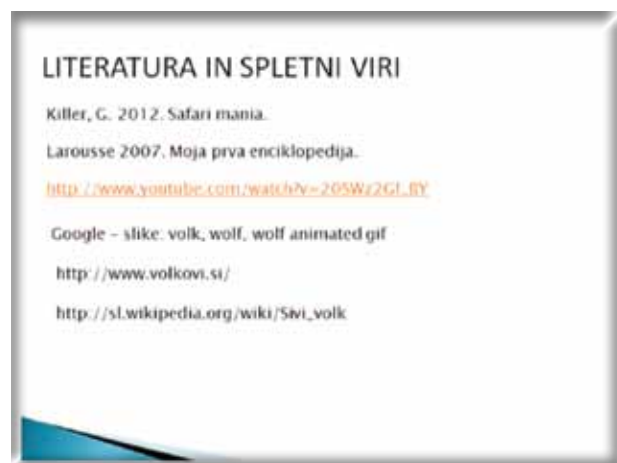 LITERATURA IN SPLETNI VIRI
Killer, G. 2012. Safari mania.
Larousse 2007. Moja prva enciklopedija.
Google – slike: volk, wolf, wolf animated gif
http://www.volkovi.si/
http://sl.wikipedia.org/wiki/Sivi_volk